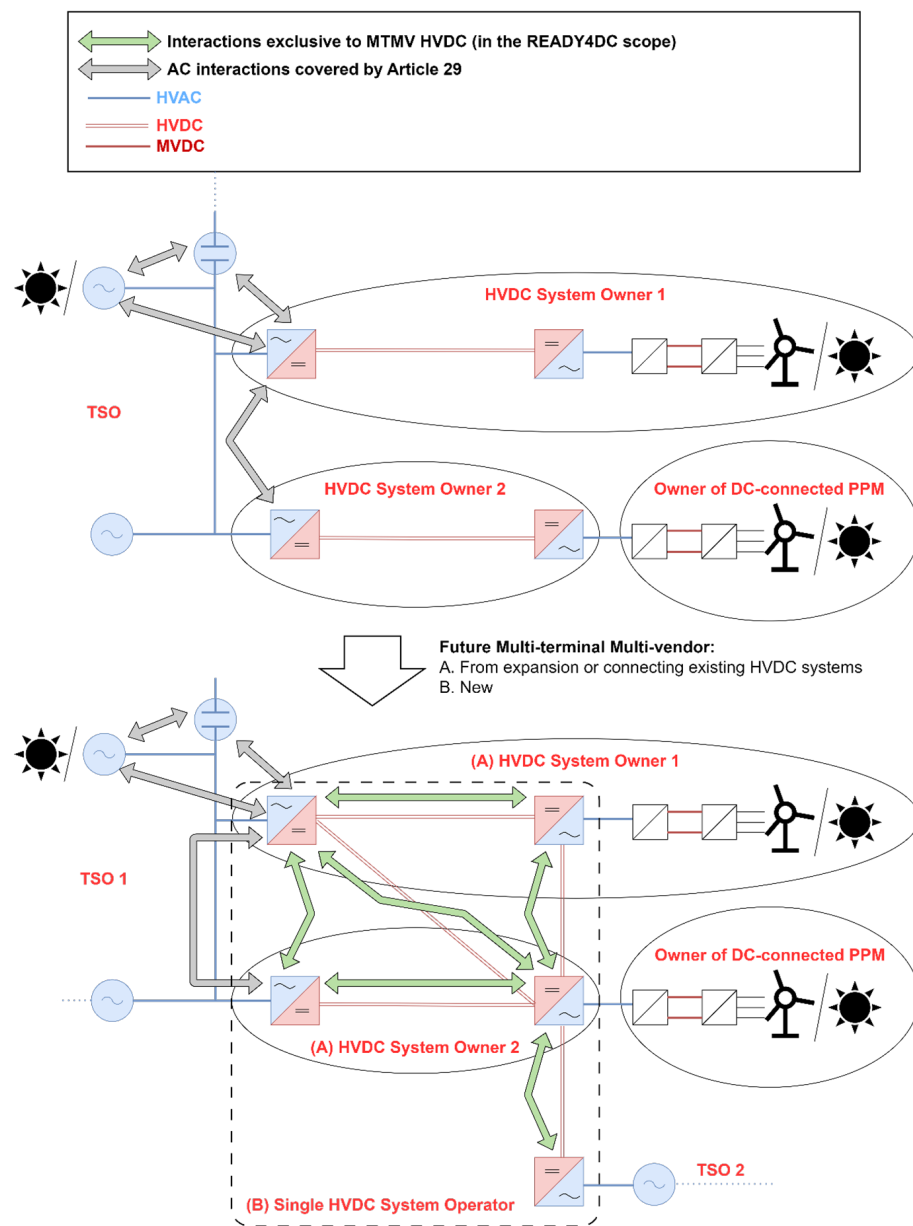 Interactions exclusive to MTMV HVDC (in the READY4DC scope)
AC interactions covered by Article 29
HVAC
HVDC
MVDC
HVDC System Owner 1
TSO
HVDC System Owner 2
Owner of DC-connected PPM
Future Multi-terminal Multi-vendor:
A. From expansion or connecting existing HVDC systems
B. New
(A) HVDC System Owner 1
TSO 1
Owner of DC-connected PPM
(A) HVDC System Owner 2
TSO 2
(B) Single HVDC System Operator